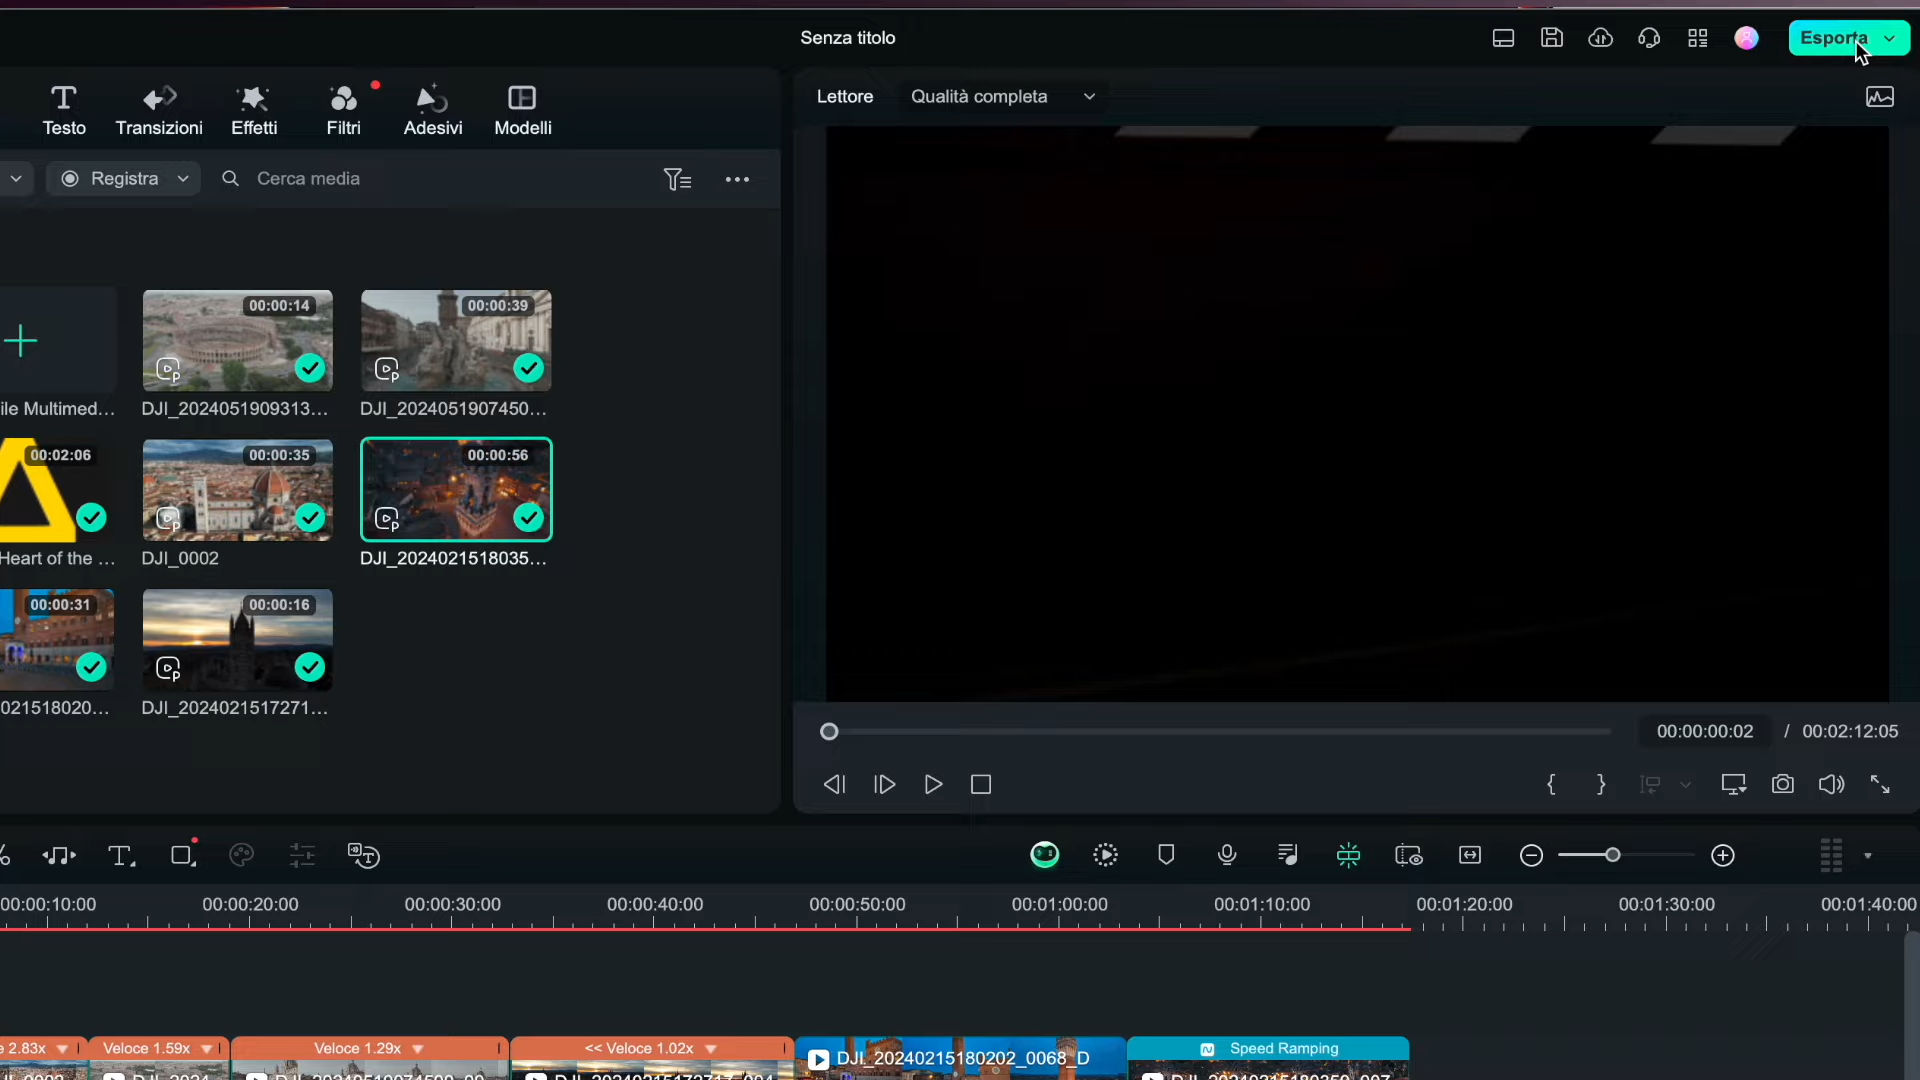 Senza titolo
Esporta
Testo
Transizioni
Effetti
Filtri
Adesivi
Modelli
Lettore
Qualità completa
Registra
Cerca media
00:00:14
00:00:39
ile Multimed...
DJI_2024051909313...
DJI_2024051907450...
00:02:06
00:00:35
00:00:56
Heart of the ...
DJI_0002
DJI_2024021518035...
00:00:31
00:00:16
021518020...
DJI_2024021517271...
00:00:00:02 / 00:02:12:05
00:00:10:00 00:00:20:00 00:00:30:00 00:00:40:00 00:00:50:00 00:01:00:00 00:01:10:00 00:01:20:00 00:01:30:00 00:01:40:00
e 2.83x
Veloce 1.59x
Veloce 1.29x
<< Veloce 1.02x
DJI_20240215180202_0068_D
Speed Ramping